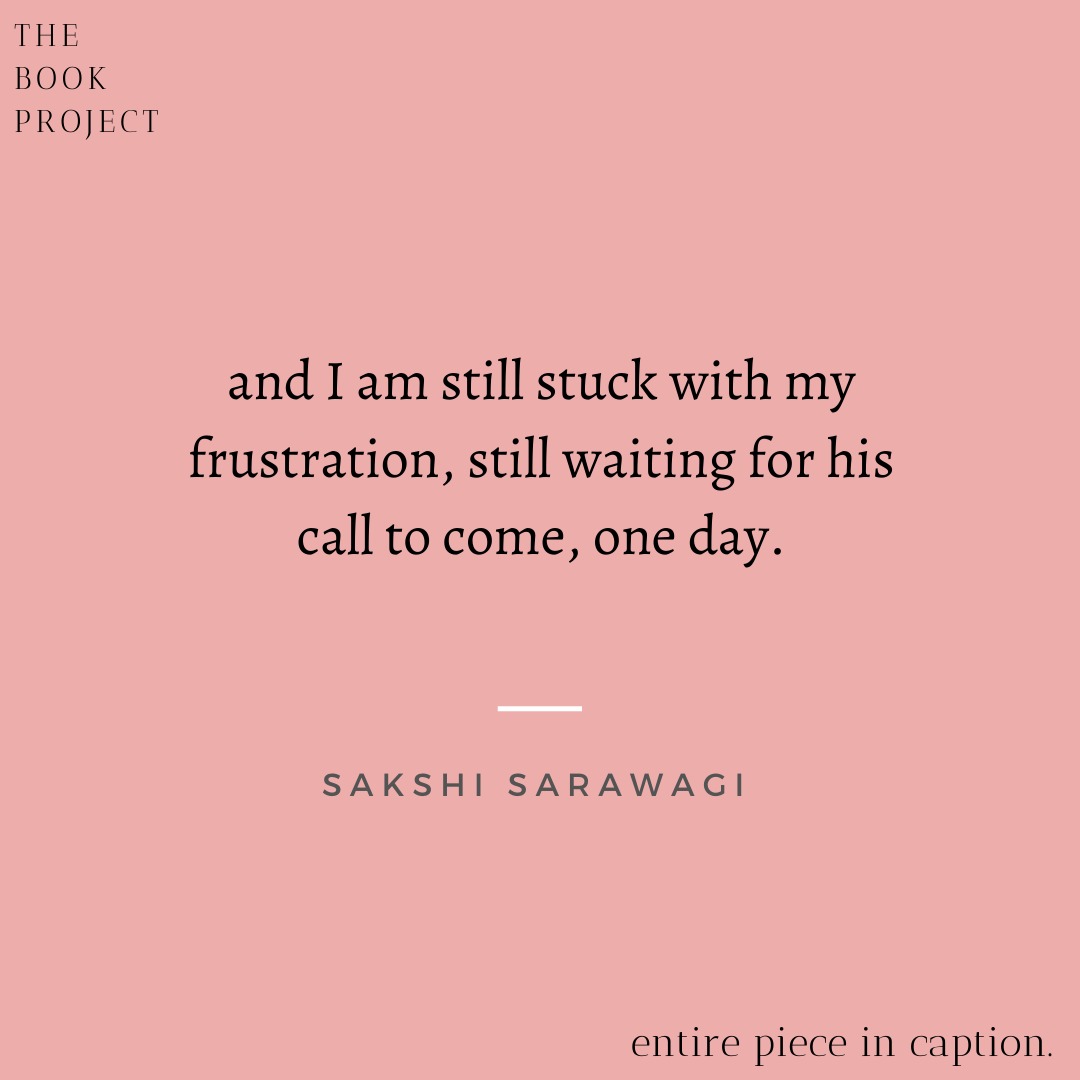 THE
BOOK
PROJECT
and I am still stuck with my
frustration, still waiting for his
call to come, one day.
SAKSHI SARAWAGI
entire piece in caption.